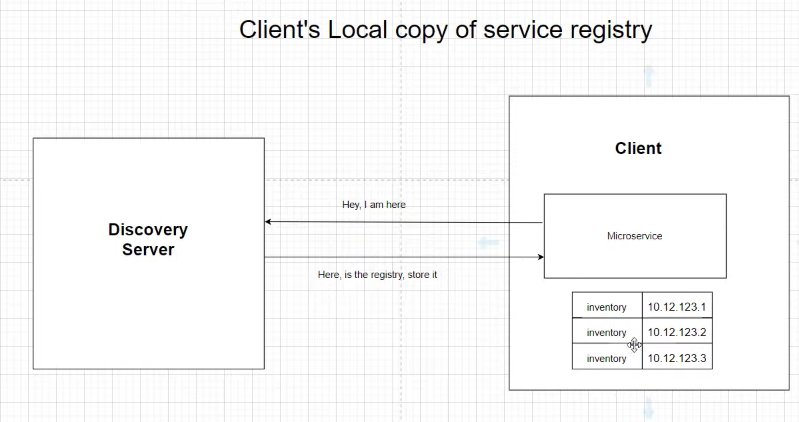 Client's Local copy of service registry
Client
Discovery
Server
Hey, I am here
Microservice
Here, is the registry, store it
inventory 10.12.123.1
inventory 10.12.123.2
inventory 10.12.123.3